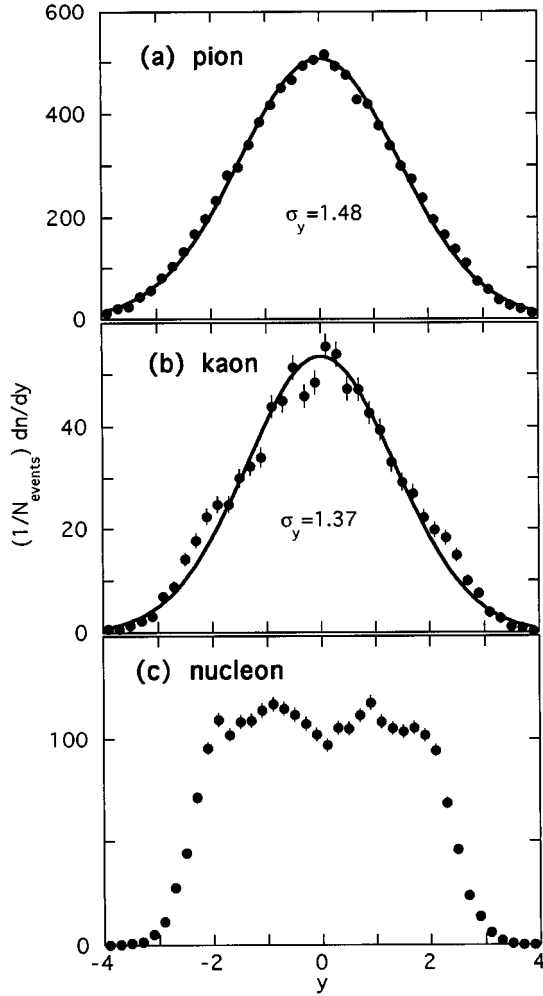 600
(a) pion
400
σy=1.48
200
0
(b) kaon
40
(1/Nevents) dn/dy
20
σy=1.37
0
(c) nucleon
100
0
-4 -2 0 2 4
y